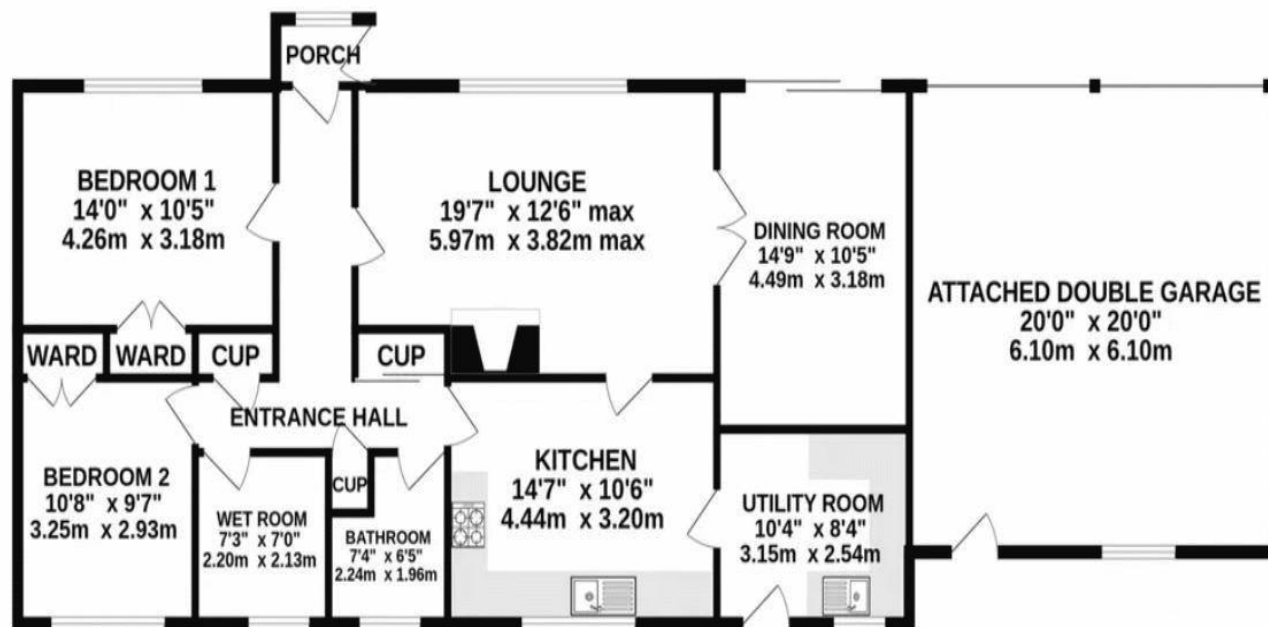 PORCH
BEDROOM 1
14'0" x 10'5"
4.26m x 3.18m
LOUNGE
19'7" x 12'6" max
5.97m x 3.82m max
DINING ROOM
14'9" x 10'5"
4.49m x 3.18m
ATTACHED DOUBLE GARAGE
20'0" x 20'0"
6.10m x 6.10m
WARD
WARD
CUP
CUP
ENTRANCE HALL
BEDROOM 2
10'8" x 9'7"
3.25m x 2.93m
WET ROOM
7'3" x 7'0"
2.20m x 2.13m
CUP
BATHROOM
7'4" x 6'5"
2.24m x 1.96m
KITCHEN
14'7" x 10'6"
4.44m x 3.20m
UTILITY ROOM
10'4" x 8'4"
3.15m x 2.54m